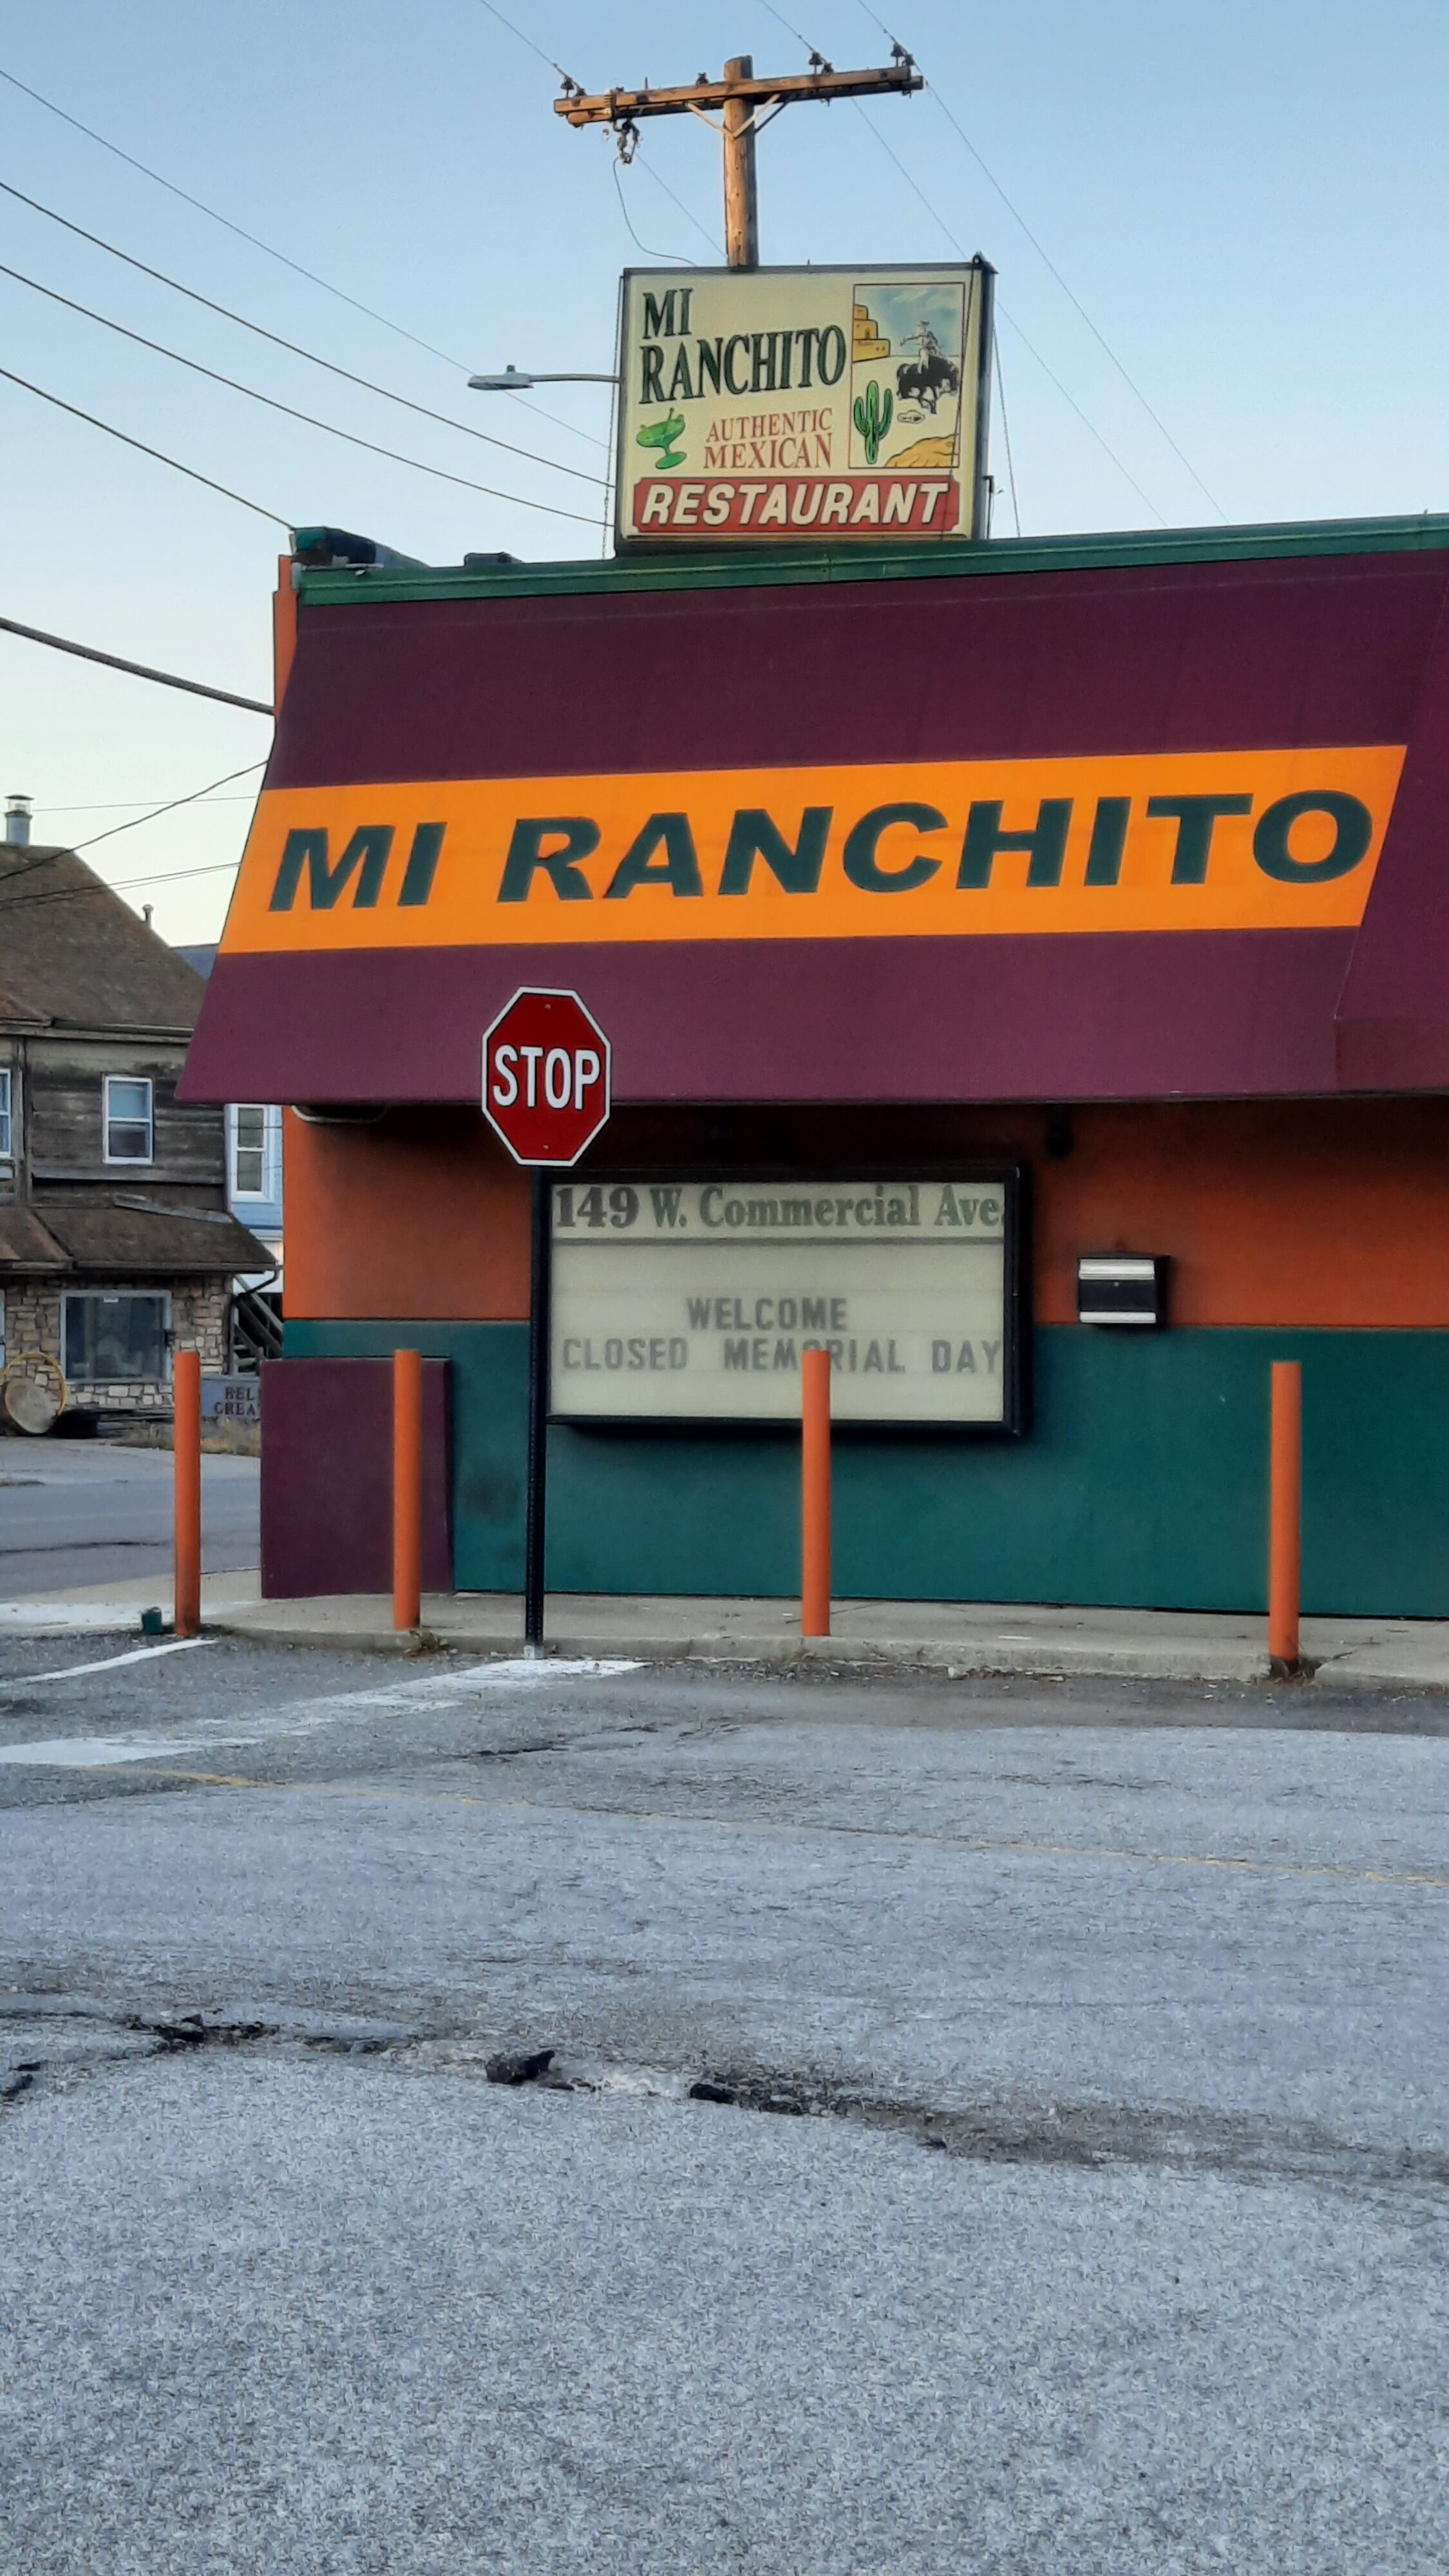 MI
RANCHITO
AUTHENTIC
MEXICAN
RESTAURANT
MI RANCHITO
STOP
149 W. Commercial Ave.
WELCOME
CLOSED MEMORIAL DAY